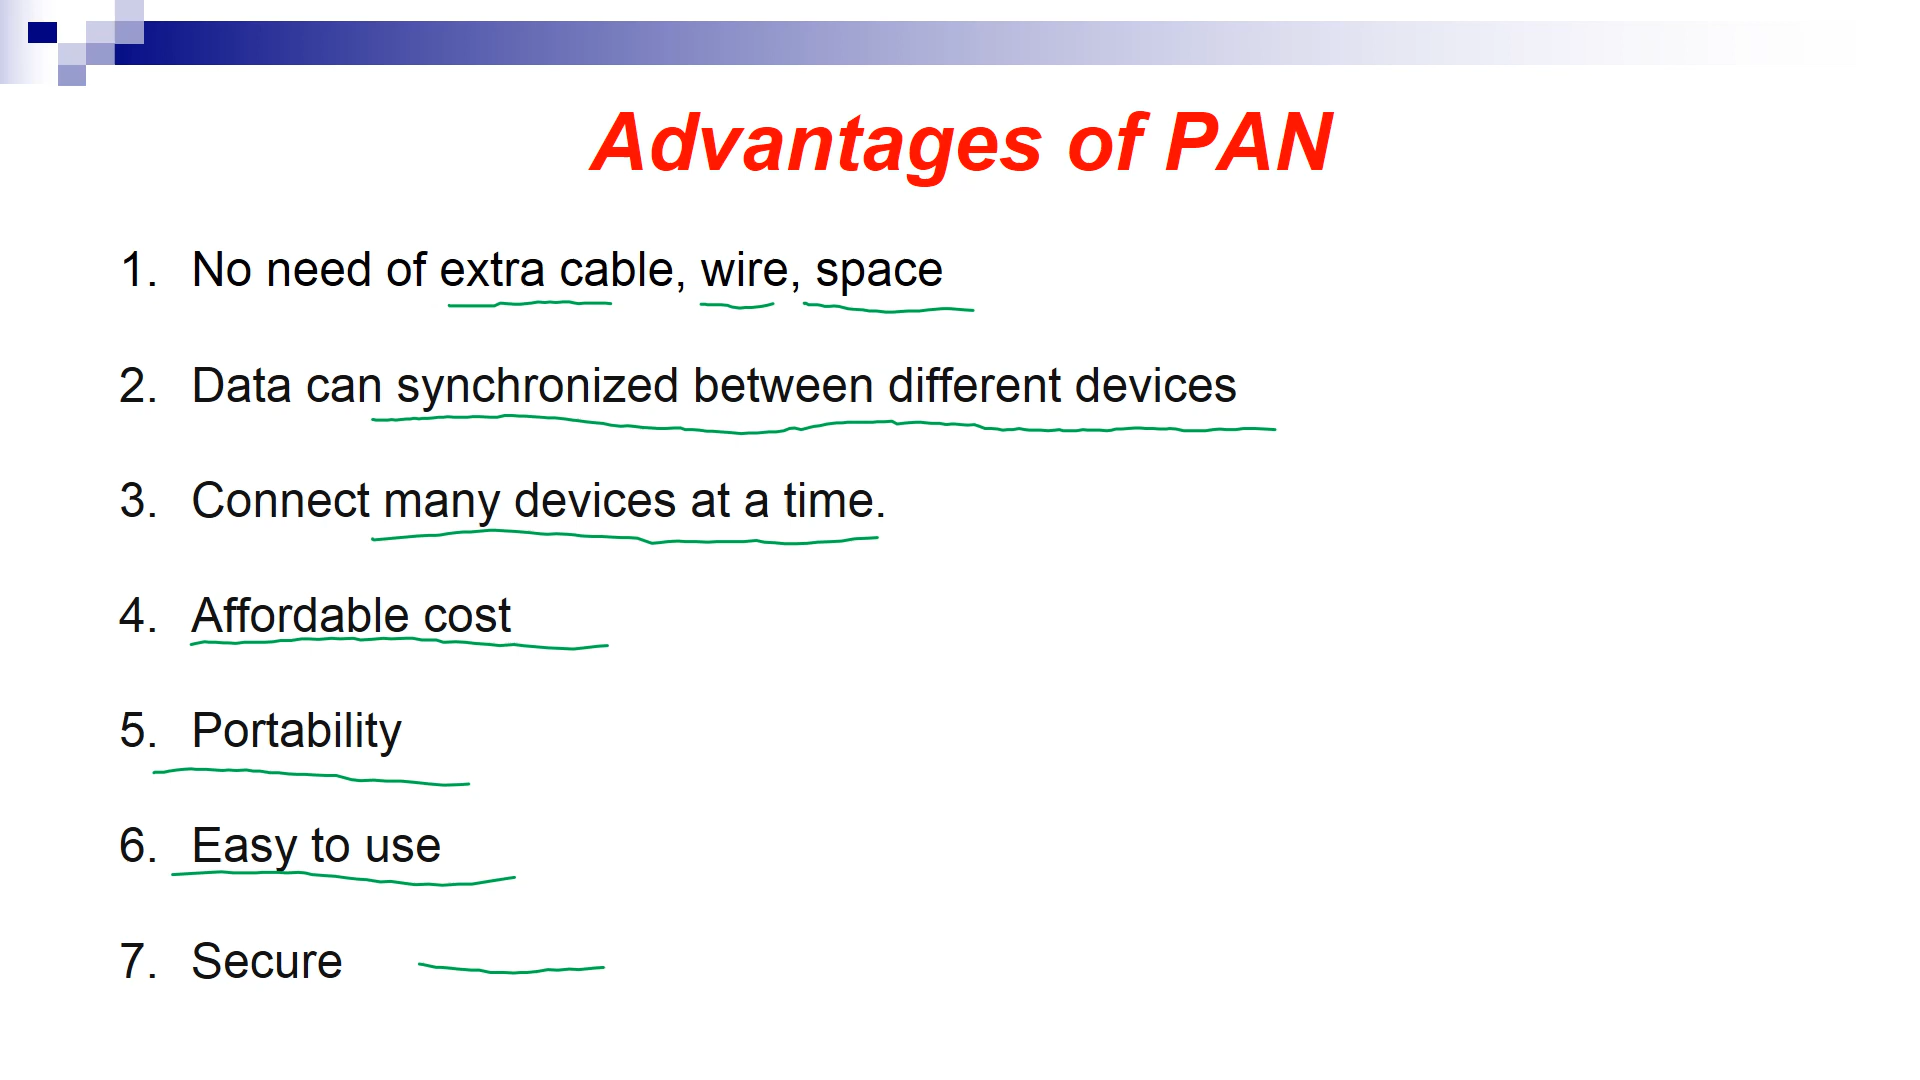 Advantages of PAN
1. No need of extra cable, wire, space
2. Data can synchronized between different devices
3. Connect many devices at a time.
4. Affordable cost
5. Portability
6. Easy to use
7. Secure